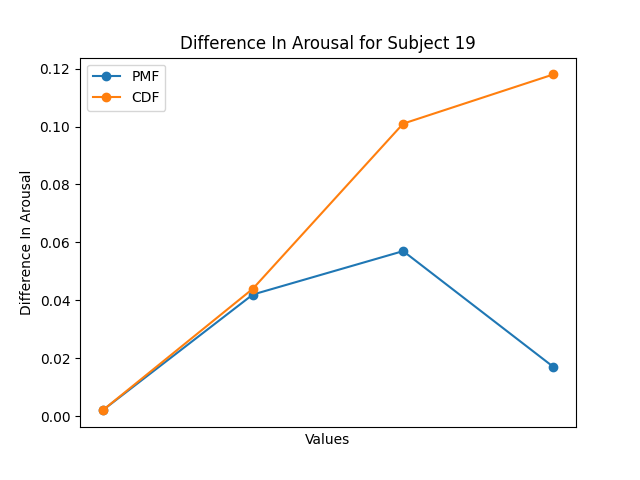 Difference In Arousal for Subject 19
PMF
CDF
0.12
0.10
0.08
0.06
0.04
0.02
0.00
Difference In Arousal
Values